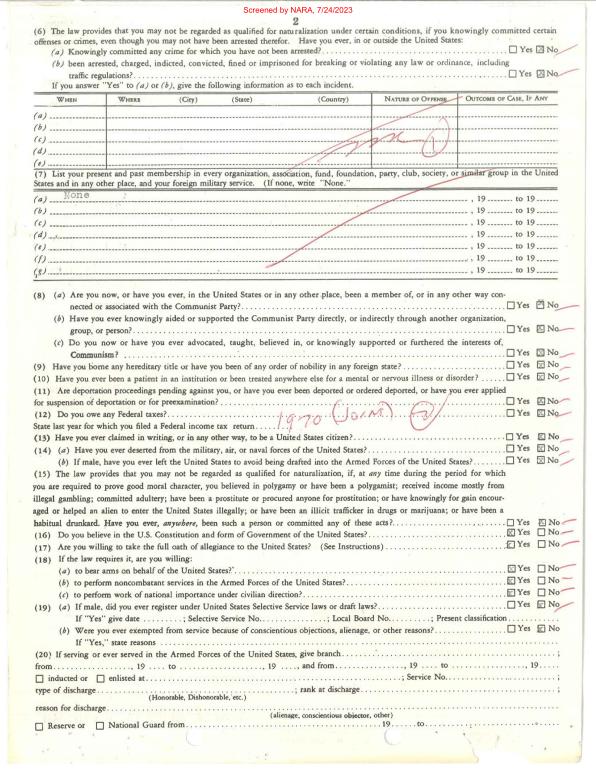 Screened by NARA, 7/24/2023
2
(6) The law provides that you may not be regarded as qualified for naturalization under certain conditions, if you knowingly committed certain
offenses or crimes, even though you may not have been arrested therefor. Have you ever, in or outside the United States:
(a) Knowingly committed any crime for which you have not been arrested? ☐ Yes ☒ No
(b) been arrested, charged, indicted, convicted, fined or imprisoned for breaking or violating any law or ordinance, including
traffic regulations? ☐ Yes ☒ No
If you answer "Yes" to (a) or (b), give the following information as to each incident.
WHEN WHERE (City) (State) (Country) NATURE OF OFFENSE OUTCOME OF CASE, IF ANY
(a)
(b)
(c) 1
(d)
(e)
(7) List your present and past membership in every organization, association, fund, foundation, party, club, society, or similar group in the United
States and in any other place, and your foreign military service. (If none, write "None."
(a) None , 19 to 19
(b) , 19 to 19
(c) , 19 to 19
(d) , 19 to 19
(e) , 19 to 19
(f) , 19 to 19
(g) , 19 to 19
(8) (a) Are you now, or have you ever, in the United States or in any other place, been a member of, or in any other way con-
nected or associated with the Communist Party? ☐ Yes ☒ No
(b) Have you ever knowingly aided or supported the Communist Party directly, or indirectly through another organization,
group, or person? ☐ Yes ☒ No
(c) Do you now or have you ever advocated, taught, believed in, or knowingly supported or furthered the interests of,
Communism? ☐ Yes ☒ No
(9) Have you borne any hereditary title or have you been of any order of nobility in any foreign state? ☐ Yes ☒ No
(10) Have you ever been a patient in an institution or been treated anywhere else for a mental or nervous illness or disorder? ☐ Yes ☒ No
(11) Are deportation proceedings pending against you, or have you ever been deported or ordered deported, or have you ever applied
for suspension of deportation or for preexamination? ☐ Yes ☒ No
(12) Do you owe any Federal taxes? ☐ Yes ☒ No
State last year for which you filed a Federal income tax return 1970 (Joint) 2
(13) Have you ever claimed in writing, or in any other way, to be a United States citizen? ☐ Yes ☒ No
(14) (a) Have you ever deserted from the military, air, or naval forces of the United States? ☐ Yes ☒ No
(b) If male, have you ever left the United States to avoid being drafted into the Armed Forces of the United States? ☐ Yes ☒ No
(15) The law provides that you may not be regarded as qualified for naturalization, if, at any time during the period for which
you are required to prove good moral character, you believed in polygamy or have been a polygamist; received income mostly from
illegal gambling; committed adultery; have been a prostitute or procured anyone for prostitution; or have knowingly for gain encour-
aged or helped an alien to enter the United States illegally; or have been an illicit trafficker in drugs or marijuana; or have been a
habitual drunkard. Have you ever, anywhere, been such a person or committed any of these acts? ☐ Yes ☒ No
(16) Do you believe in the U.S. Constitution and form of Government of the United States? ☒ Yes ☐ No
(17) Are you willing to take the full oath of allegiance to the United States? (See Instructions) ☒ Yes ☐ No
(18) If the law requires it, are you willing:
(a) to bear arms on behalf of the United States? ☒ Yes ☐ No
(b) to perform noncombatant services in the Armed Forces of the United States? ☒ Yes ☐ No
(c) to perform work of national importance under civilian direction? ☒ Yes ☐ No
(19) (a) If male, did you ever register under United States Selective Service laws or draft laws? ☐ Yes ☒ No
If "Yes" give date ; Selective Service No. ; Local Board No. ; Present classification
(b) Were you ever exempted from service because of conscientious objections, alienage, or other reasons? ☐ Yes ☒ No
If "Yes," state reasons
(20) If serving or ever served in the Armed Forces of the United States, give branch ;
from , 19 to , 19 , and from , 19 to , 19
☐ inducted or ☐ enlisted at ; Service No. ;
type of discharge ; rank at discharge ;
(Honorable, Dishonorable, etc.)
reason for discharge ;
(alienage, conscientious objector, other)
☐ Reserve or ☐ National Guard from 19 to